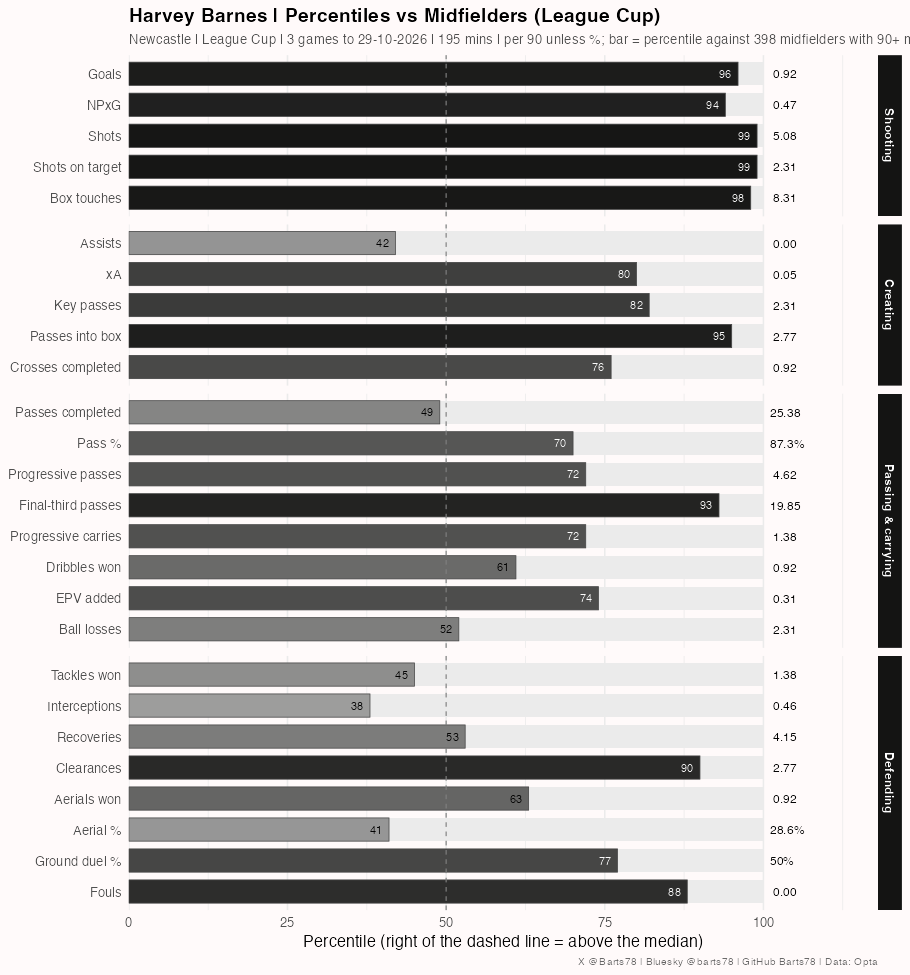 Harvey Barnes | Percentiles vs Midfielders (League Cup)
Newcastle | League Cup | 3 games to 29-10-2026 | 195 mins | per 90 unless %; bar = percentile against 398 midfielders with 90+ m
Goals 96 0.92
NPxG 94 0.47
Shots 99 5.08
Shots on target 99 2.31
Box touches 98 8.31
Shooting
Assists 42 0.00
xA 80 0.05
Key passes 82 2.31
Passes into box 95 2.77
Crosses completed 76 0.92
Creating
Passes completed 49 25.38
Pass % 70 87.3%
Progressive passes 72 4.62
Final-third passes 93 19.85
Progressive carries 72 1.38
Dribbles won 61 0.92
EPV added 74 0.31
Ball losses 52 2.31
Passing & carrying
Tackles won 45 1.38
Interceptions 38 0.46
Recoveries 53 4.15
Clearances 90 2.77
Aerials won 63 0.92
Aerial % 41 28.6%
Ground duel % 77 50%
Fouls 88 0.00
Defending
0 25 50 75 100
Percentile (right of the dashed line = above the median)
X @Barts78 | Bluesky @barts78 | GitHub Barts78 | Data: Opta